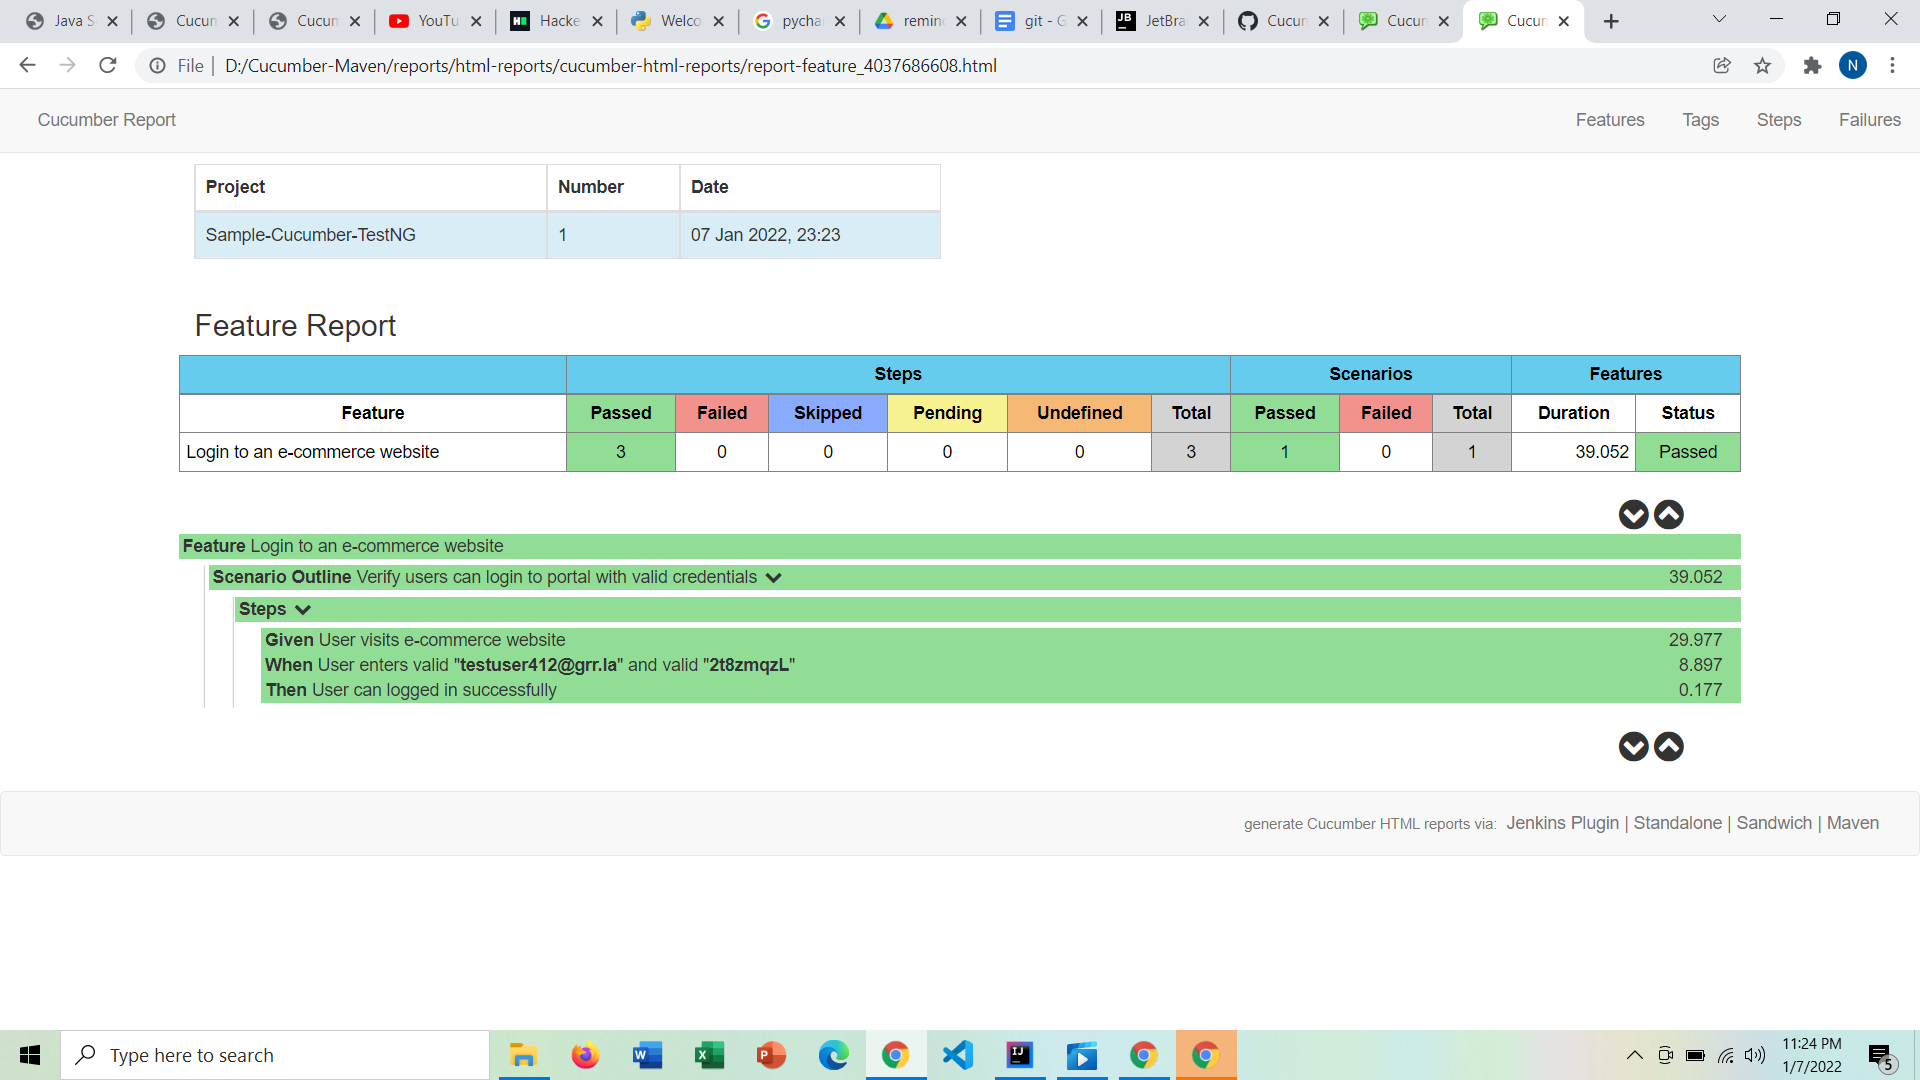 Java S
Cucum
Cucum
YouTu
Hacke
Welco
pycha
remind
git - G
JetBra
Cucum
Cucum
Cucum
File | D:/Cucumber-Maven/reports/html-reports/cucumber-html-reports/report-feature_4037686608.html
N
Cucumber Report Features Tags Steps Failures
Project Number Date
Sample-Cucumber-TestNG 1 07 Jan 2022, 23:23
Feature Report
Steps Scenarios Features
Feature Passed Failed Skipped Pending Undefined Total Passed Failed Total Duration Status
Login to an e-commerce website 3 0 0 0 0 3 1 0 1 39.052 Passed
Feature Login to an e-commerce website
Scenario Outline Verify users can login to portal with valid credentials 39.052
Steps
Given User visits e-commerce website 29.977
When User enters valid "testuser412@grr.la" and valid "2t8zmqzL" 8.897
Then User can logged in successfully 0.177
generate Cucumber HTML reports via: Jenkins Plugin | Standalone | Sandwich | Maven
Type here to search
11:24 PM
1/7/2022
5